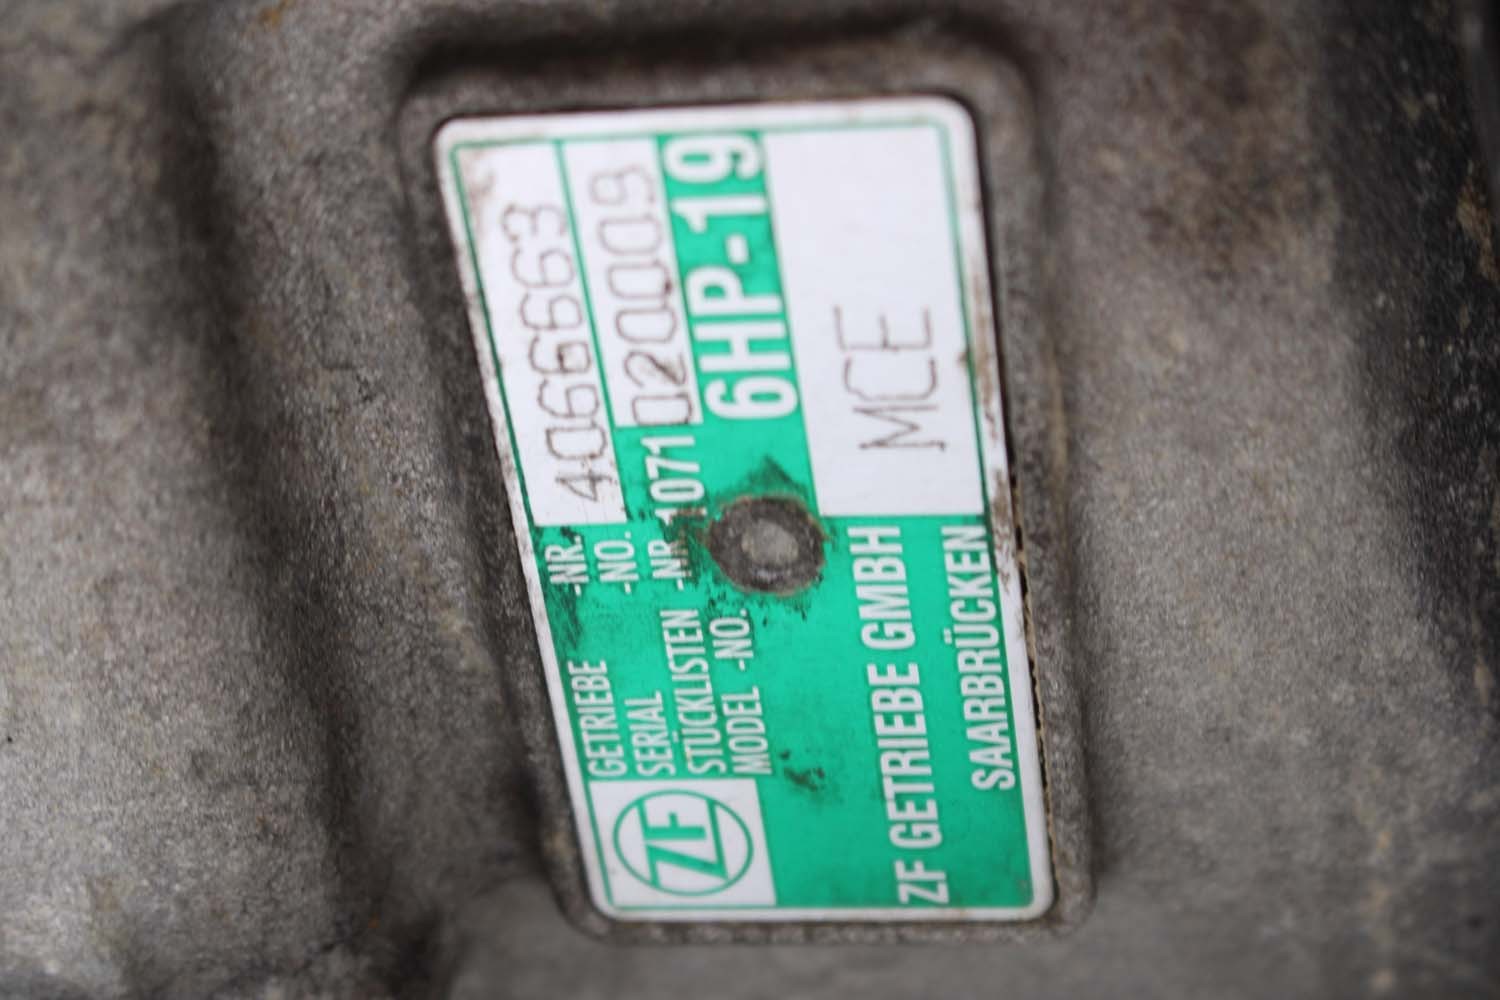 ZF
GETRIEBE -NR. 4066663
SERIAL -NO.
STÜCKLISTEN -NR 1071 020009
MODEL -NO.
6HP-19
ZF GETRIEBE GMBH
SAARBRÜCKEN
MCE